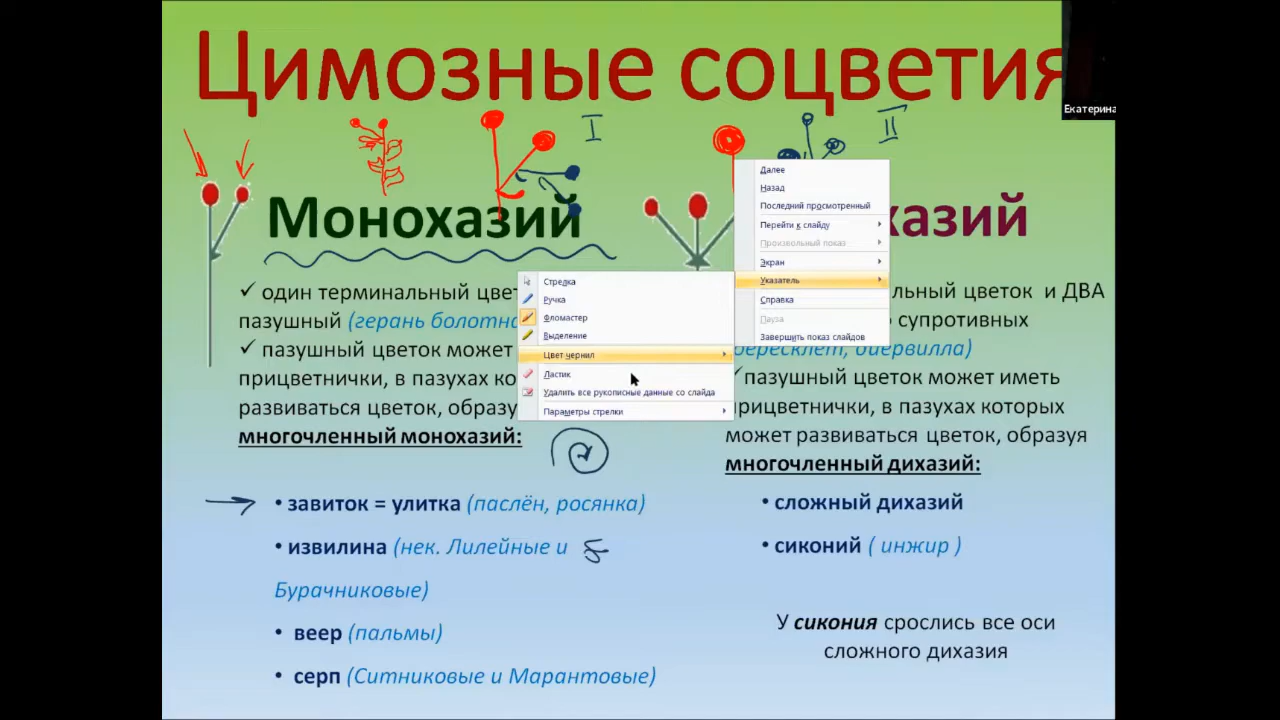 Цимозные соцветия
Екатерина
I
II
Монохазий
хазий
один терминальный цвет
пазушный (герань болотна
пазушный цветок может
прицветнички, в пазухах ко
развиваться цветок, образу
многочленный монохазий:
• завиток = улитка (паслён, росянка)
• извилина (нек. Лилейные и
Бурачниковые)
• веер (пальмы)
• серп (Ситниковые и Марантовые)
льный цветок и ДВА
супротивных
бересклет, диервилла)
пазушный цветок может иметь
прицветнички, в пазухах которых
может развиваться цветок, образуя
многочленный дихазий:
• сложный дихазий
• сиконий ( инжир )
У сикония срослись все оси
сложного дихазия
Далее
Назад
Последний просмотренный
Перейти к слайду
Произвольный показ
Экран
Указатель
Справка
Пауза
Завершить показ слайдов
Стрелка
Ручка
Фломастер
Выделение
Цвет чернил
Ластик
Удалить все рукописные данные со слайда
Параметры стрелки